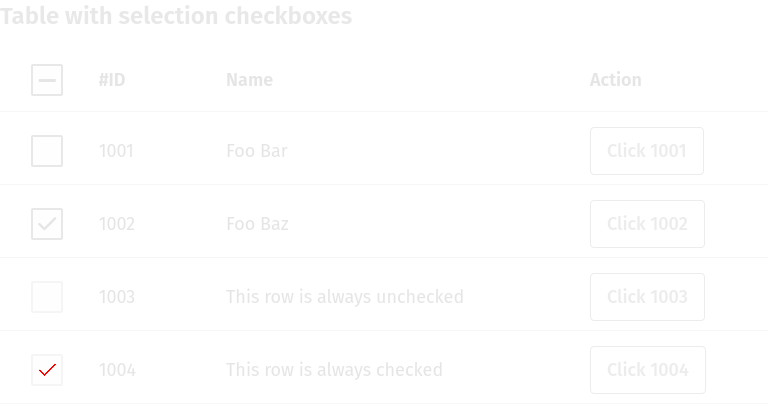 Table with selection checkboxes
#ID Name Action
1001 Foo Bar Click 1001
1002 Foo Baz Click 1002
1003 This row is always unchecked Click 1003
1004 This row is always checked Click 1004